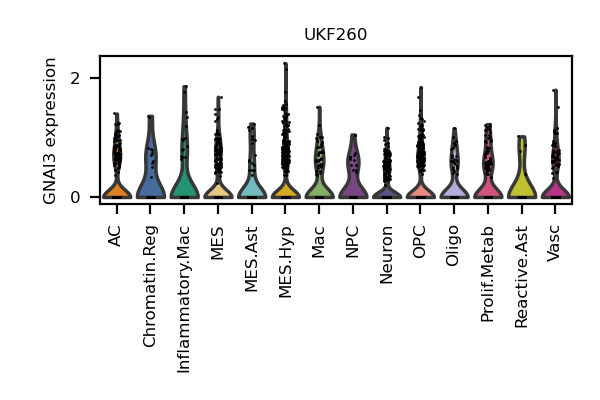 UKF260
GNAI3 expression
2
0
AC
Chromatin.Reg
Inflammatory.Mac
MES
MES.Ast
MES.Hyp
Mac
NPC
Neuron
OPC
Oligo
Prolif.Metab
Reactive.Ast
Vasc